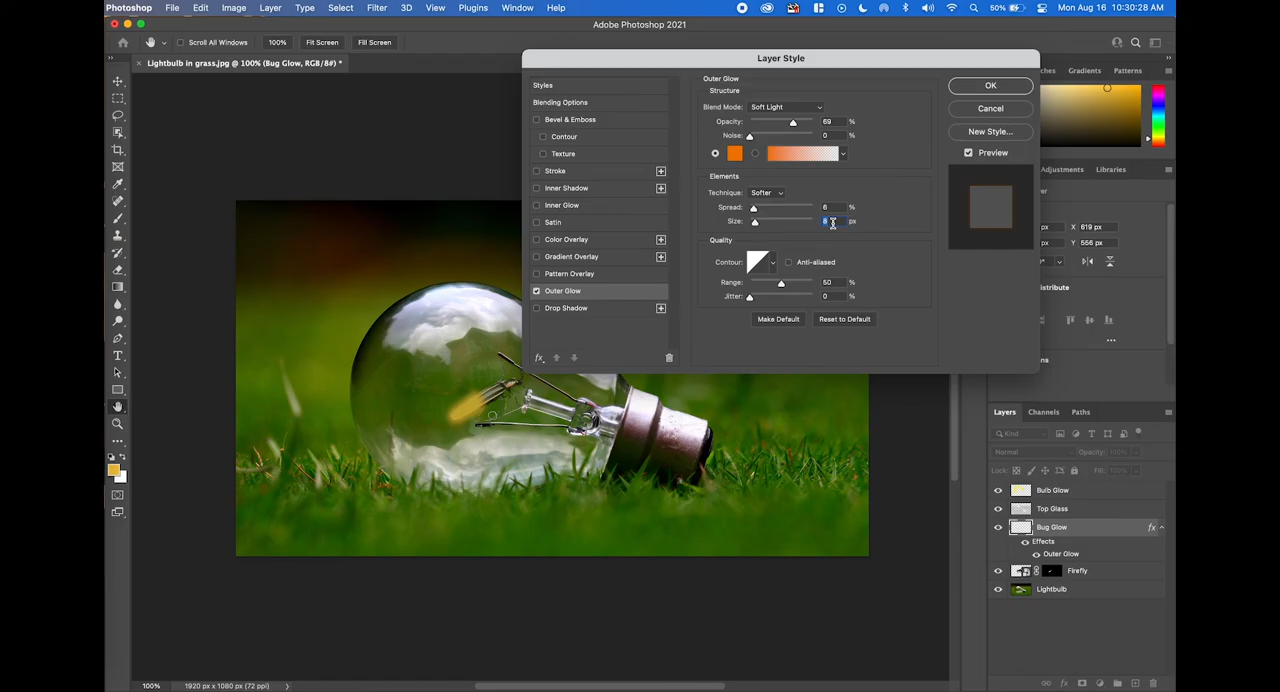 Photoshop File Edit Image Layer Type Select Filter 3D View Plugins Window Help 50% Mon Aug 16 10:30:28 AM
Adobe Photoshop 2021
Scroll All Windows 100% Fit Screen Fill Screen
Lightbulb in grass.jpg @ 100% (Bug Glow, RGB/8#) *
Layer Style
ches Gradients Patterns
Styles
Blending Options
Bevel & Emboss
Contour
Texture
Stroke
Inner Shadow
Inner Glow
Satin
Color Overlay
Gradient Overlay
Pattern Overlay
Outer Glow
Drop Shadow
fx
Outer Glow
Structure
Blend Mode: Soft Light
Opacity: 69 %
Noise: 0 %
Elements
Technique: Softer
Spread: 6 %
Size: 8 px
Quality
Contour: Anti-aliased
Range: 50 %
Jitter: 0 %
Make Default Reset to Default
OK
Cancel
New Style...
Preview
Adjustments Libraries
px X 619 px
px Y 556 px
0°
Layers Channels Paths
Kind
Normal Opacity: 100%
Lock: Fill: 100%
Bulb Glow
Top Glass
Bug Glow fx
Effects
Outer Glow
Firefly
Lightbulb
fx
100% 1920 px x 1080 px (72 ppi)